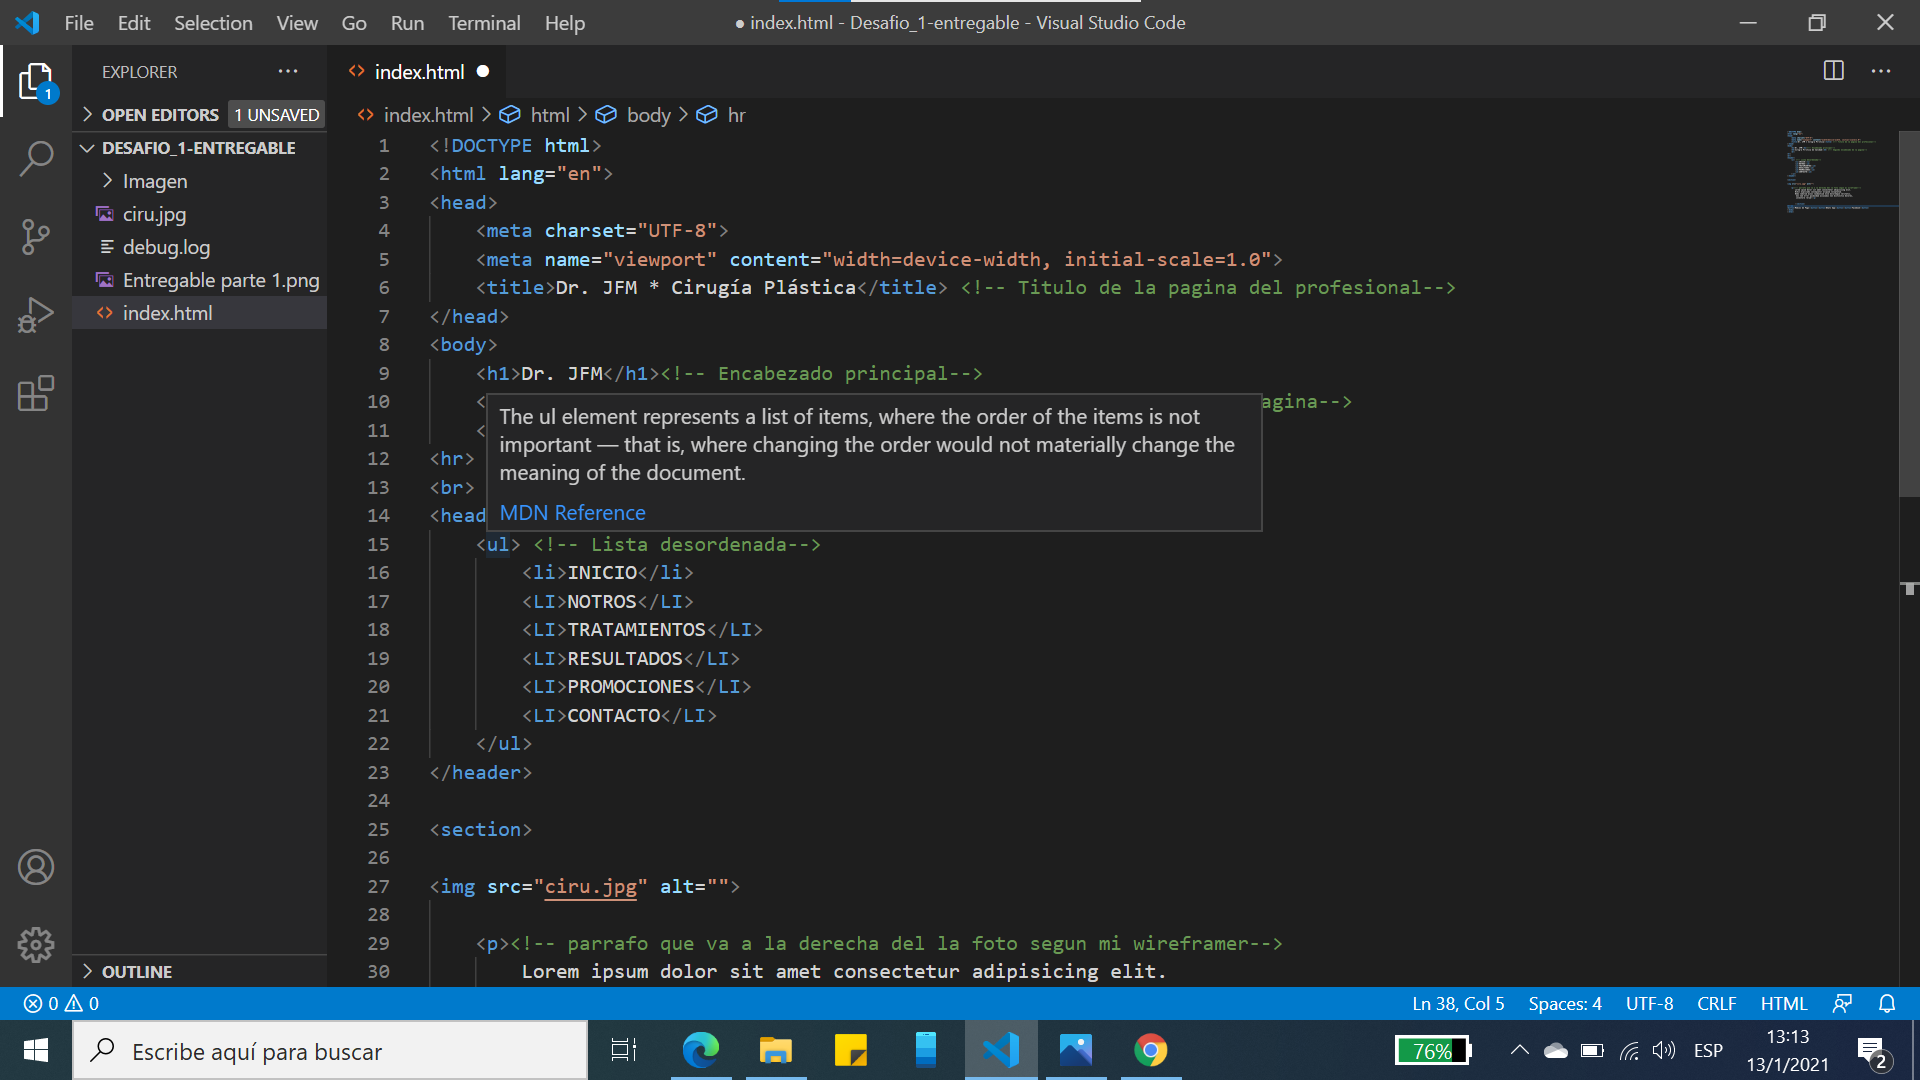 File Edit Selection View Go Run Terminal Help
● index.html - Desafio_1-entregable - Visual Studio Code
EXPLORER
1
OPEN EDITORS 1 UNSAVED
DESAFIO_1-ENTREGABLE
Imagen
ciru.jpg
debug.log
Entregable parte 1.png
index.html
OUTLINE
index.html
index.html > html > body > hr
1 <!DOCTYPE html>
2 <html lang="en">
3 <head>
4 <meta charset="UTF-8">
5 <meta name="viewport" content="width=device-width, initial-scale=1.0">
6 <title>Dr. JFM * Cirugía Plástica</title> <!-- Titulo de la pagina del profesional-->
7 </head>
8 <body>
9 <h1>Dr. JFM</h1><!-- Encabezado principal-->
10 < agina-->
11 <
12 <hr>
13 <br>
14 <head
The ul element represents a list of items, where the order of the items is not
important — that is, where changing the order would not materially change the
meaning of the document.
MDN Reference
15 <ul> <!-- Lista desordenada-->
16 <li>INICIO</li>
17 <LI>NOTROS</LI>
18 <LI>TRATAMIENTOS</LI>
19 <LI>RESULTADOS</LI>
20 <LI>PROMOCIONES</LI>
21 <LI>CONTACTO</LI>
22 </ul>
23 </header>
24
25 <section>
26
27 <img src="ciru.jpg" alt="">
28
29 <p><!-- parrafo que va a la derecha del la foto segun mi wireframer-->
30 Lorem ipsum dolor sit amet consectetur adipisicing elit.
0 0
Ln 38, Col 5 Spaces: 4 UTF-8 CRLF HTML
Escribe aquí para buscar
76%
ESP
13:13
13/1/2021
2